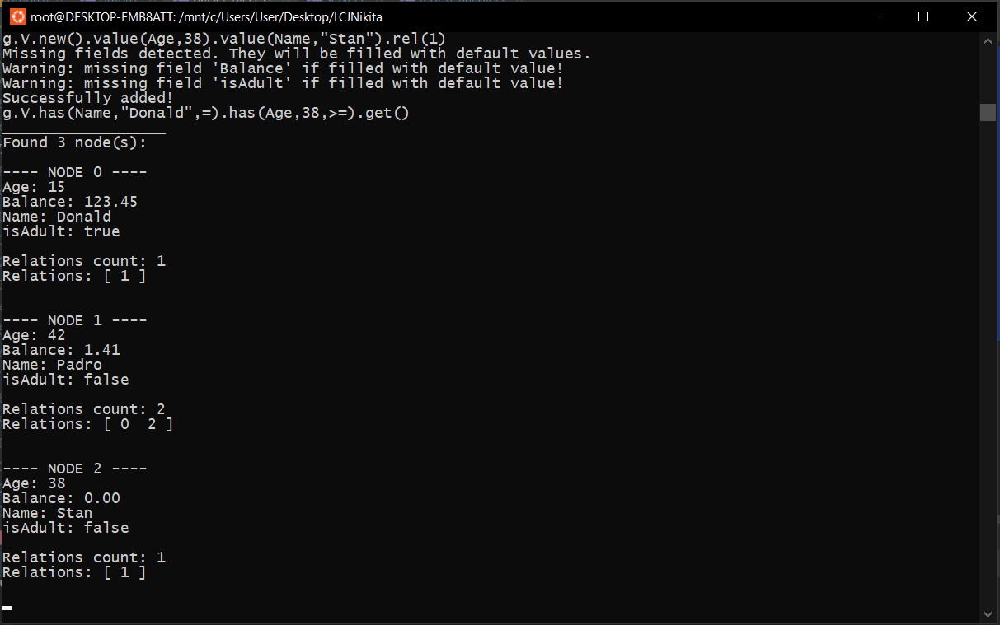 root@DESKTOP-EMB8ATT: /mnt/c/Users/User/Desktop/LCJNikita
g.V.new().value(Age,38).value(Name,"Stan").rel(1)
Missing fields detected. They will be filled with default values.
Warning: missing field 'Balance' if filled with default value!
Warning: missing field 'isAdult' if filled with default value!
Successfully added!
g.V.has(Name,"Donald",=).has(Age,38,>=).get()
__________________
Found 3 node(s):
---- NODE 0 ----
Age: 15
Balance: 123.45
Name: Donald
isAdult: true
Relations count: 1
Relations: [ 1 ]
---- NODE 1 ----
Age: 42
Balance: 1.41
Name: Padro
isAdult: false
Relations count: 2
Relations: [ 0  2 ]
---- NODE 2 ----
Age: 38
Balance: 0.00
Name: Stan
isAdult: false
Relations count: 1
Relations: [ 1 ]